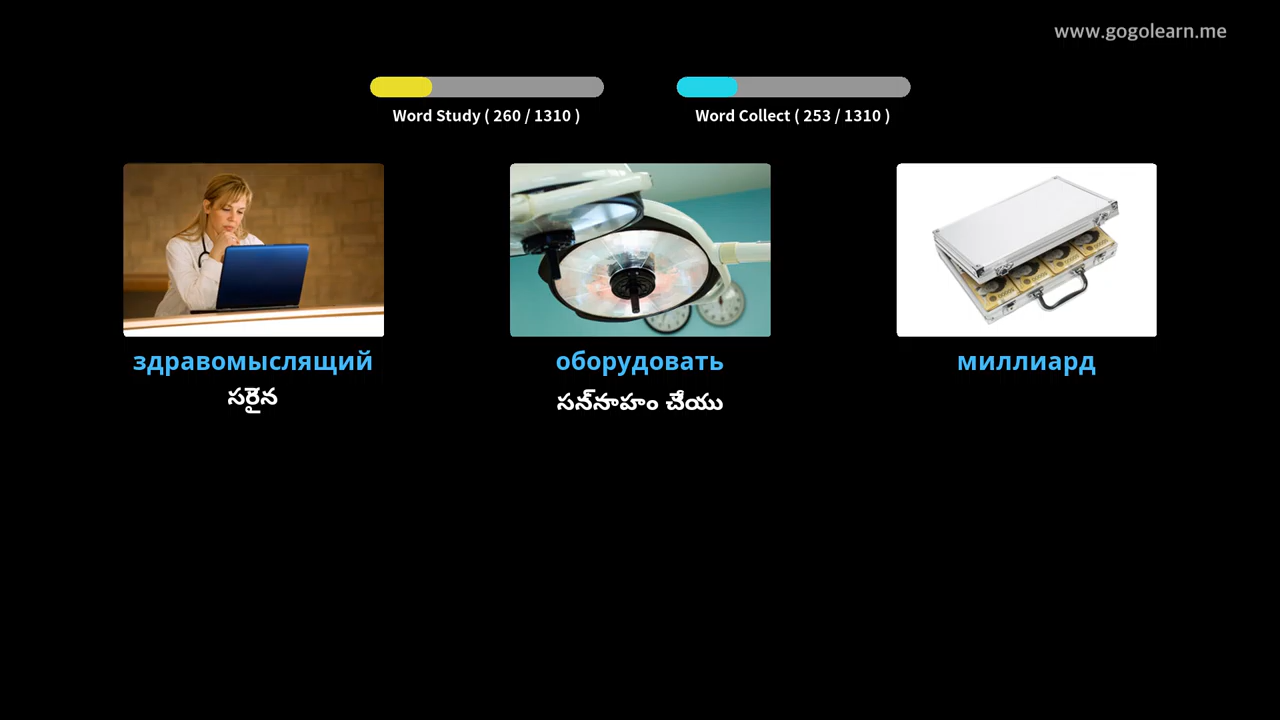 www.gogolearn.me
Word Study ( 260 / 1310 )
Word Collect ( 253 / 1310 )
здравомыслящий
оборудовать
миллиард
సరైన
సన్నాహం చేయు